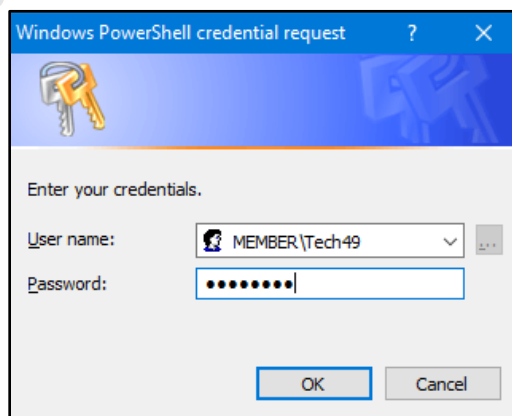 Windows PowerShell credential request ? ×
Enter your credentials.
User name: MEMBER\Tech49 ...
Password: ●●●●●●●●
OK Cancel